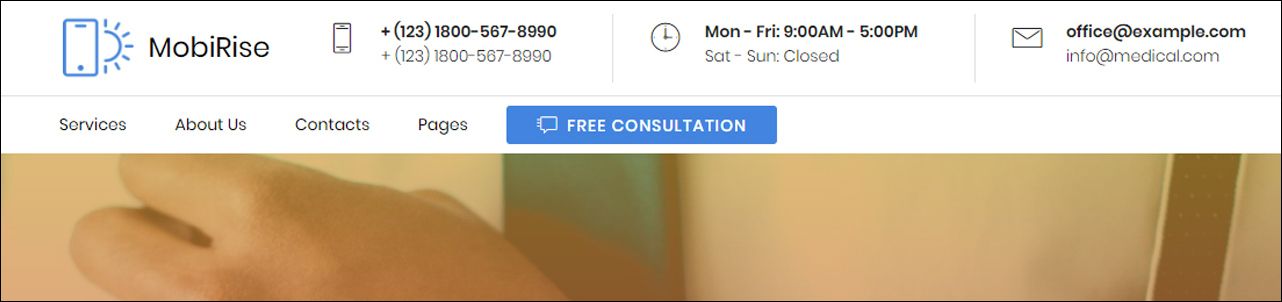 MobiRise
+ (123) 1800-567-8990
+ (123) 1800-567-8990
Mon - Fri: 9:00AM - 5:00PM
Sat - Sun: Closed
office@example.com
info@medical.com
Services About Us Contacts Pages FREE CONSULTATION